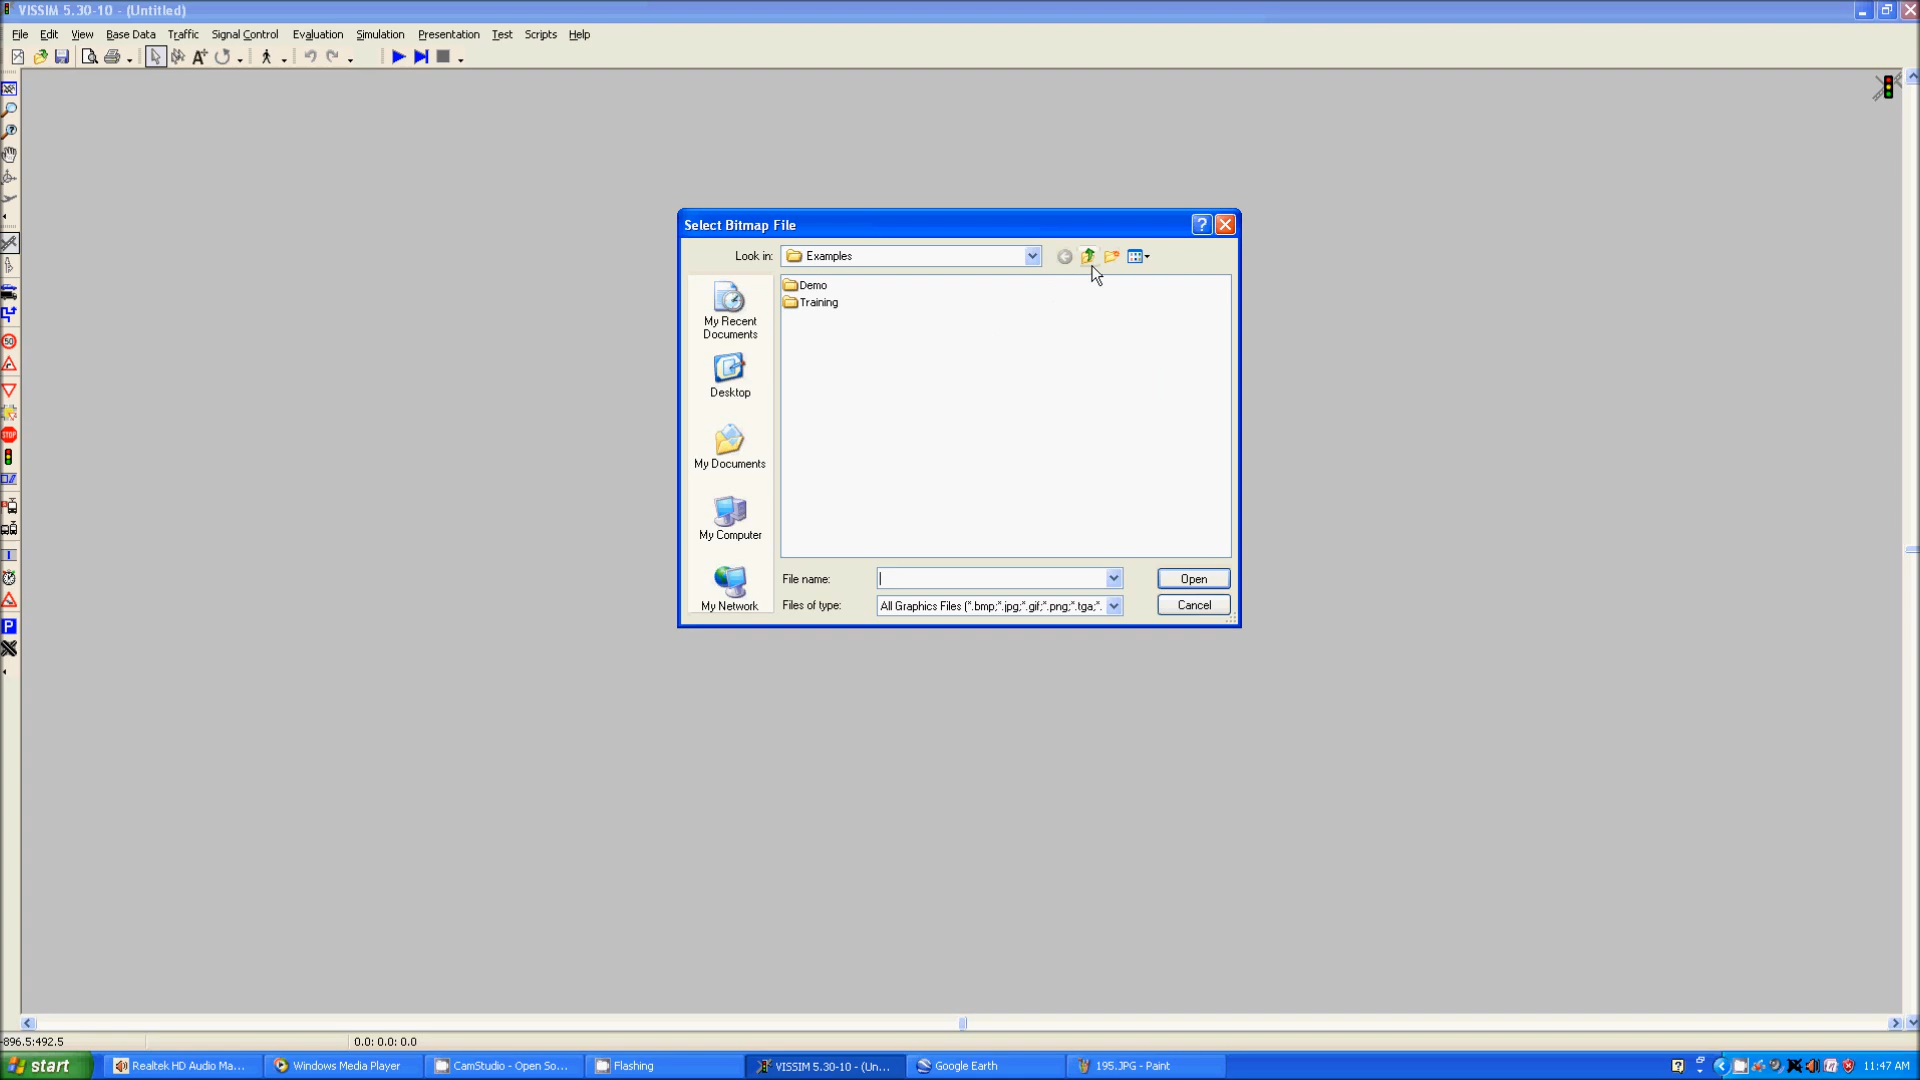 VISSIM 5.30-10 - (Untitled)
File Edit View Base Data Traffic Signal Control Evaluation Simulation Presentation Test Scripts Help
Select Bitmap File
Look in: Examples
Demo
Training
My Recent
Documents
Desktop
My Documents
My Computer
My Network
File name:
Open
Files of type: All Graphics Files (*.bmp;*.jpg;*.gif;*.png;*.tga;*.
Cancel
50
STOP
P
-896.5:492.5 0.0: 0.0: 0.0
start Realtek HD Audio Ma... Windows Media Player CamStudio - Open So... Flashing VISSIM 5.30-10 - (Un... Google Earth 195.JPG - Paint 11:47 AM